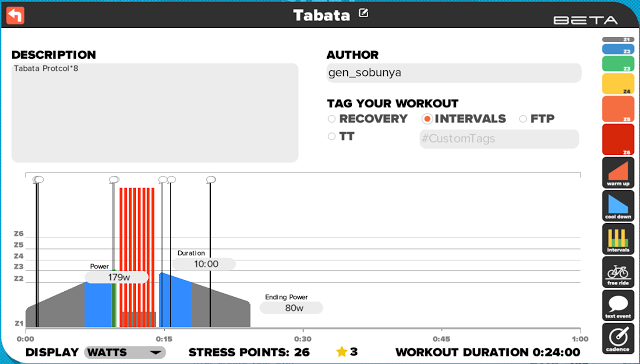 Tabata
BETA
DESCRIPTION
Tabata Protcol*8
AUTHOR
gen_sobunya
TAG YOUR WORKOUT
RECOVERY INTERVALS FTP
TT #CustomTags
Z1
Z2
Z3
Z4
Z5
Z6
warm up
cool down
intervals
free ride
text event
cadence
Z6
Z5
Z4
Z3
Z2
Z1
Power
179w
Duration
10:00
Ending Power
80w
0:00 0:15 0:30 0:45 1:00
DISPLAY WATTS STRESS POINTS: 26 3 WORKOUT DURATION 0:24:00